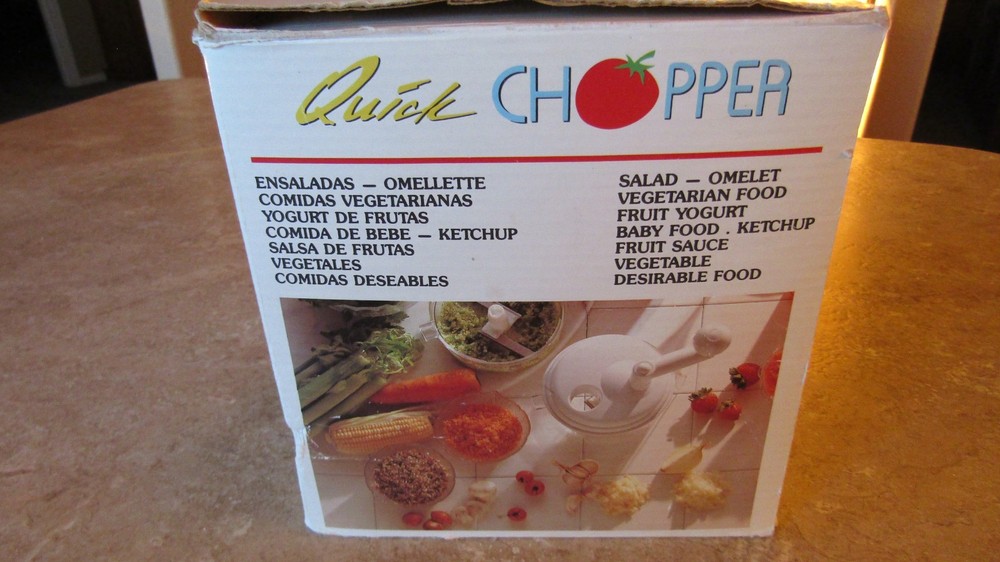 Quick CHOPPER
ENSALADAS — OMELLETTE
COMIDAS VEGETARIANAS
YOGURT DE FRUTAS
COMIDA DE BEBE — KETCHUP
SALSA DE FRUTAS
VEGETALES
COMIDAS DESEABLES
SALAD — OMELET
VEGETARIAN FOOD
FRUIT YOGURT
BABY FOOD . KETCHUP
FRUIT SAUCE
VEGETABLE
DESIRABLE FOOD